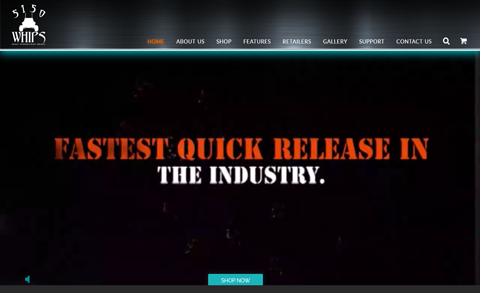 5150
WHIPS
HOME ABOUT US SHOP FEATURES RETAILERS GALLERY SUPPORT CONTACT US
FASTEST QUICK RELEASE IN
THE INDUSTRY.
SHOP NOW